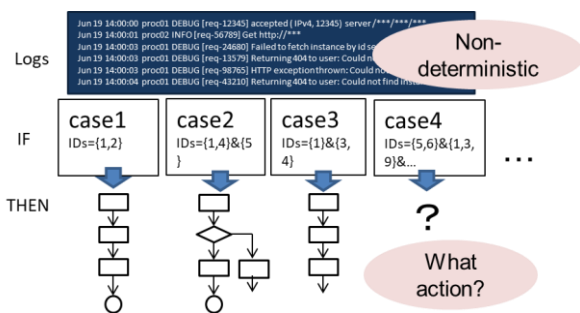 Jun 19 14:00:00 proc01 DEBUG [req-12345] accepted ( IPv4, 12345) server /***/***/***
Jun 19 14:00:01 proc02 INFO [req-56789] Get http://***
Jun 19 14:00:03 proc01 DEBUG [req-24680] Failed to fetch instance by id
Jun 19 14:00:03 proc01 DEBUG [req-13579] Returning 404 to user: Could
Jun 19 14:00:03 proc01 DEBUG [req-98765] HTTP exception thrown: Could
Jun 19 14:00:04 proc01 DEBUG [req-43210] Returning 404 to user: Could not find
Non-
deterministic
Logs
IF
case1
IDs={1,2}
case2
IDs={1,4}&{5
}
case3
IDs={1}&{3,
4}
case4
IDs={5,6}&{1,3,
9}&...
...
THEN
?
What
action?